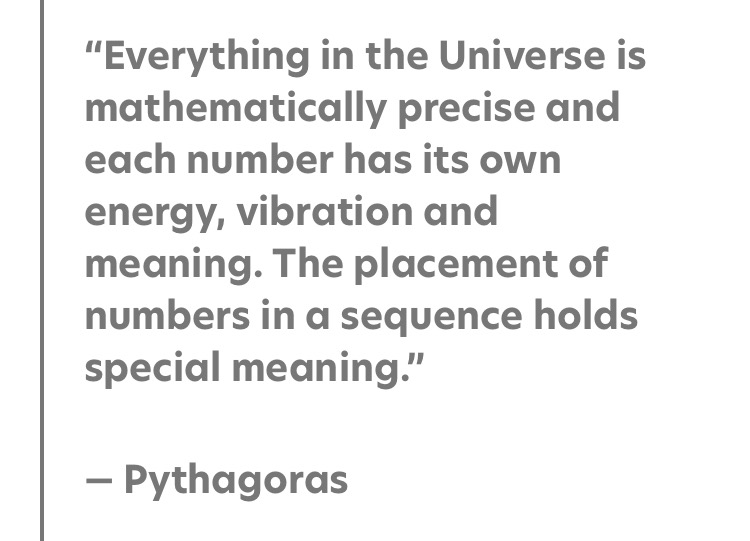 “Everything in the Universe is
mathematically precise and
each number has its own
energy, vibration and
meaning. The placement of
numbers in a sequence holds
special meaning.”
– Pythagoras